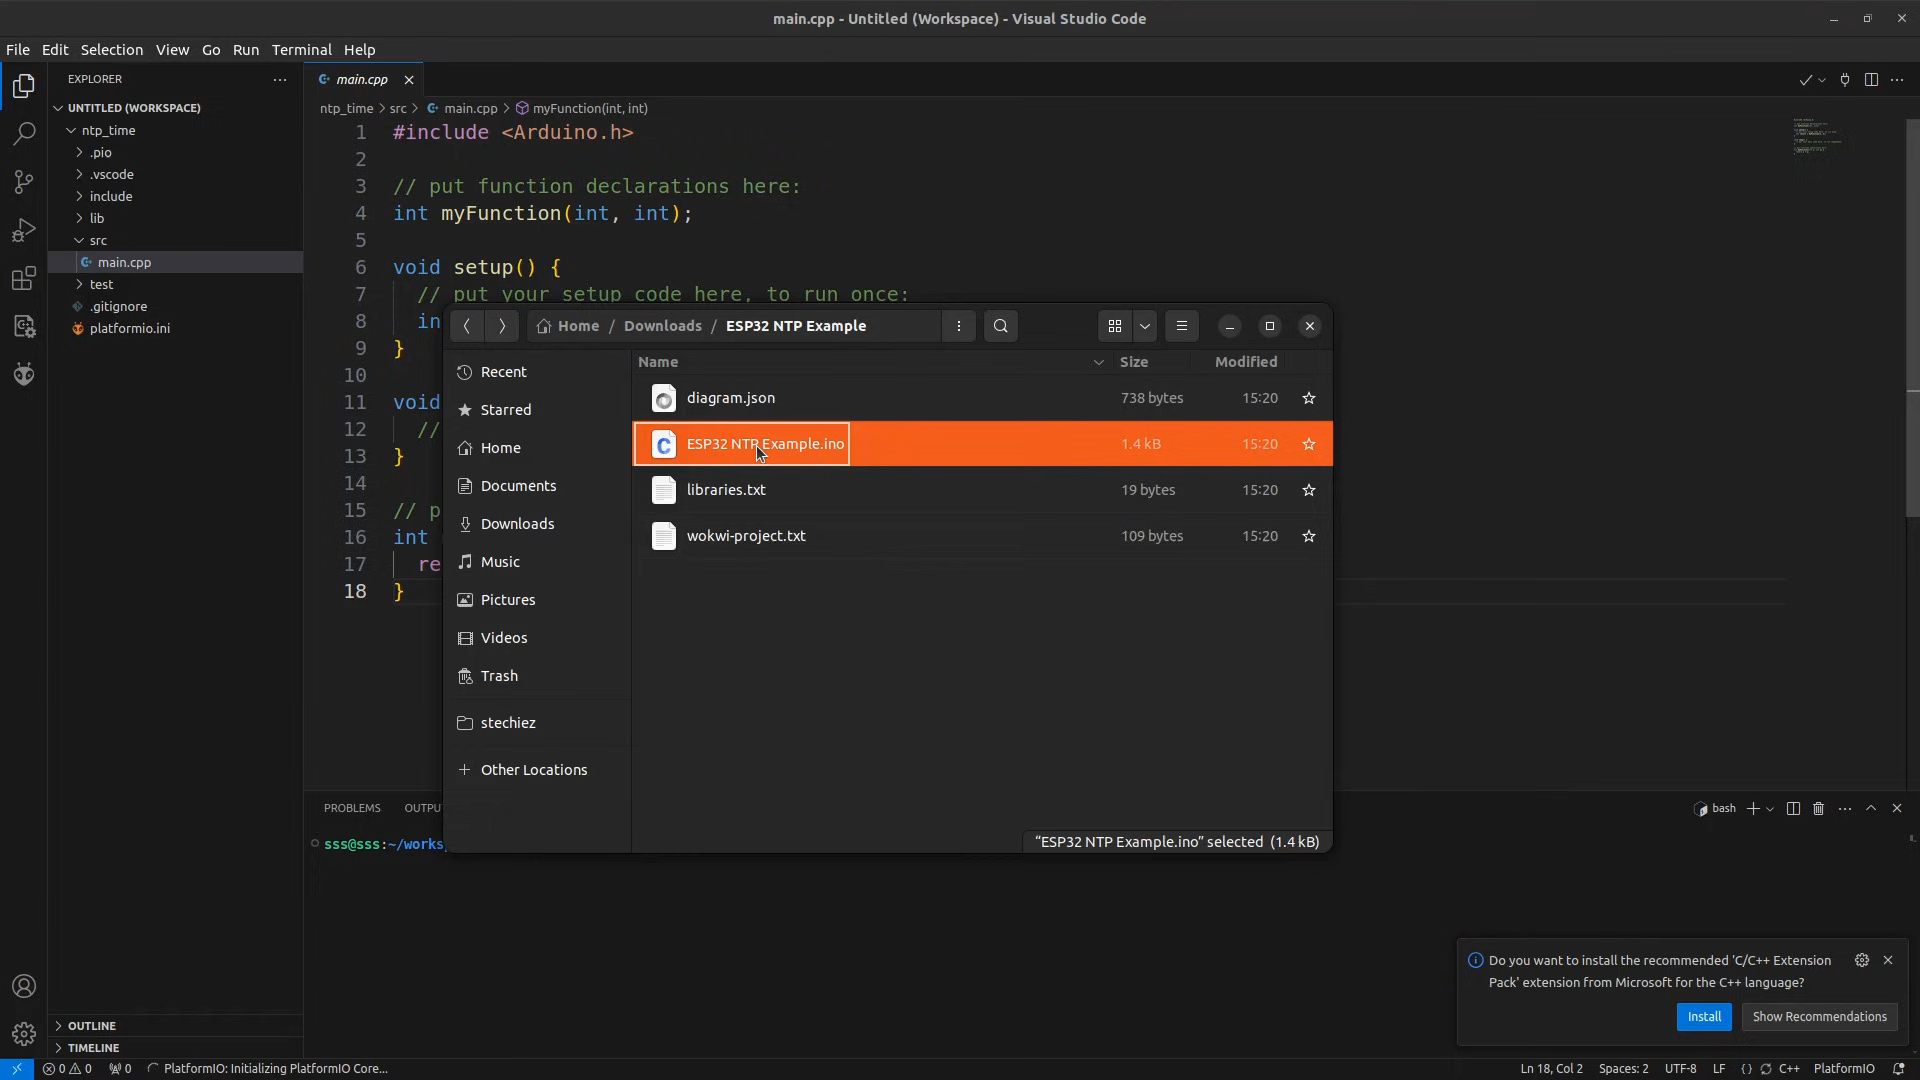 main.cpp - Untitled (Workspace) - Visual Studio Code
File Edit Selection View Go Run Terminal Help
EXPLORER
UNTITLED (WORKSPACE)
ntp_time
.pio
.vscode
include
lib
src
main.cpp
test
.gitignore
platformio.ini
OUTLINE
TIMELINE
main.cpp
ntp_time > src > main.cpp > myFunction(int, int)
1 #include <Arduino.h>
2
3 // put function declarations here:
4 int myFunction(int, int);
5
6 void setup() {
7 // put your setup code here, to run once:
8 in
9 }
10
11 void
12 //
13 }
14
15 // p
16 int
17 re
18 }
Home / Downloads / ESP32 NTP Example
Recent
Starred
Home
Documents
Downloads
Music
Pictures
Videos
Trash
stechiez
Other Locations
Name Size Modified
diagram.json 738 bytes 15:20
ESP32 NTP Example.ino 1.4 kB 15:20
libraries.txt 19 bytes 15:20
wokwi-project.txt 109 bytes 15:20
“ESP32 NTP Example.ino” selected (1.4 kB)
PROBLEMS OUTPU
bash
sss@sss:~/works
Do you want to install the recommended 'C/C++ Extension
Pack' extension from Microsoft for the C++ language?
Install Show Recommendations
0 0 0 PlatformIO: Initializing PlatformIO Core...
Ln 18, Col 2 Spaces: 2 UTF-8 LF {} C++ PlatformIO